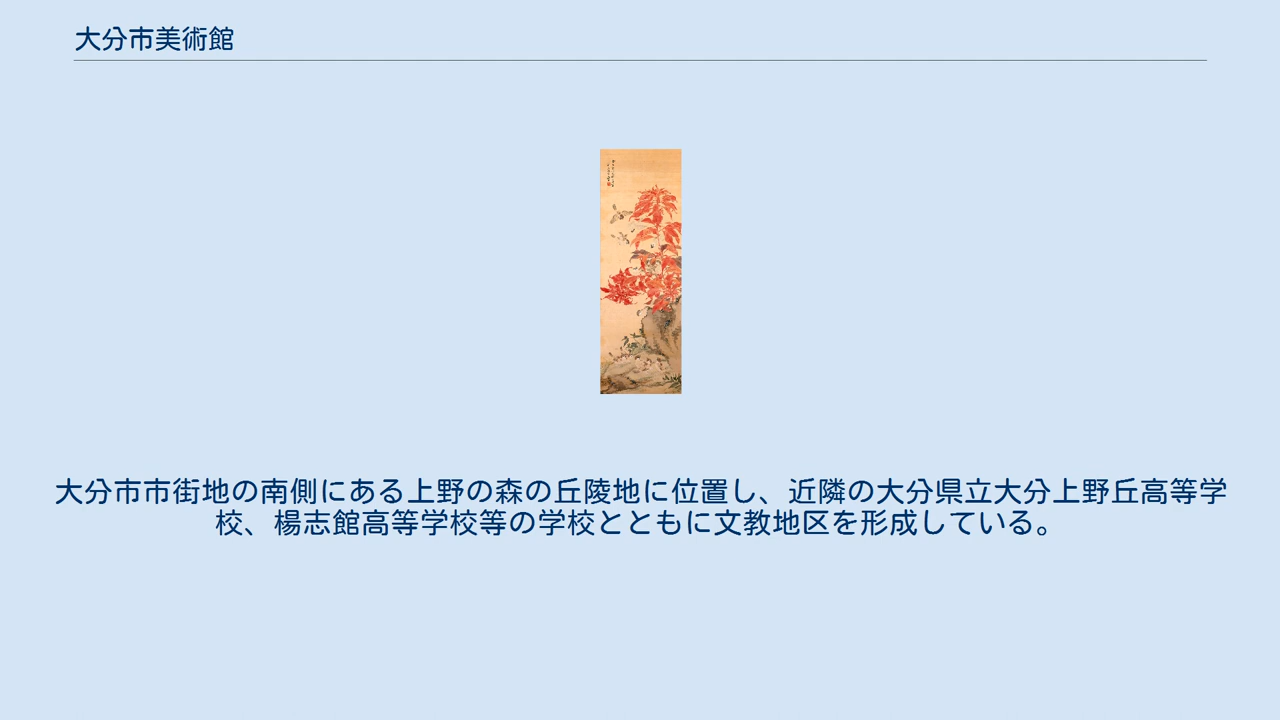 大分市美術館
大分市市街地の南側にある上野の森の丘陵地に位置し、近隣の大分県立大分上野丘高等学
校、楊志館高等学校等の学校とともに文教地区を形成している。